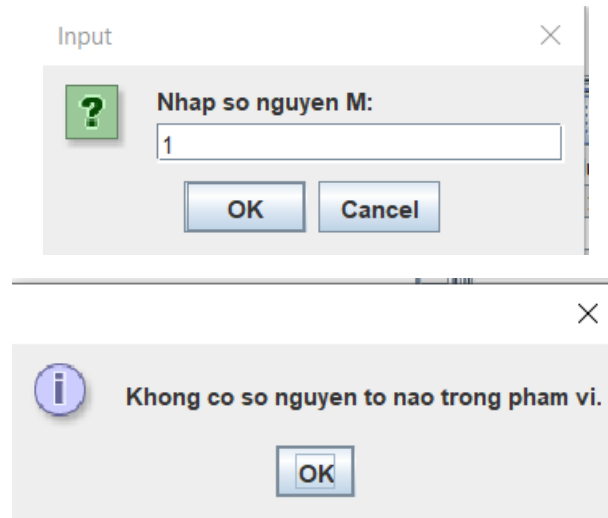 Input
Nhap so nguyen M:
1
OK
Cancel
Khong co so nguyen to nao trong pham vi.
OK